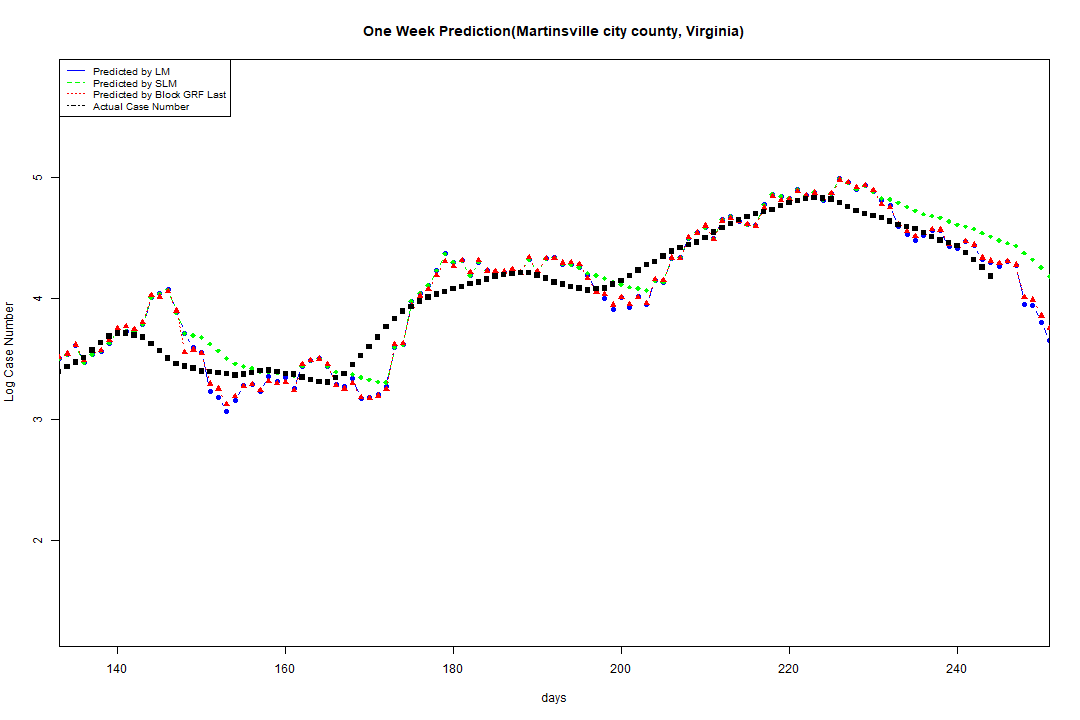 One Week Prediction(Martinsville city county, Virginia)
Predicted by LM
Predicted by SLM
Predicted by Block GRF Last
Actual Case Number
5
4
3
2
Log Case Number
140 160 180 200 220 240
days